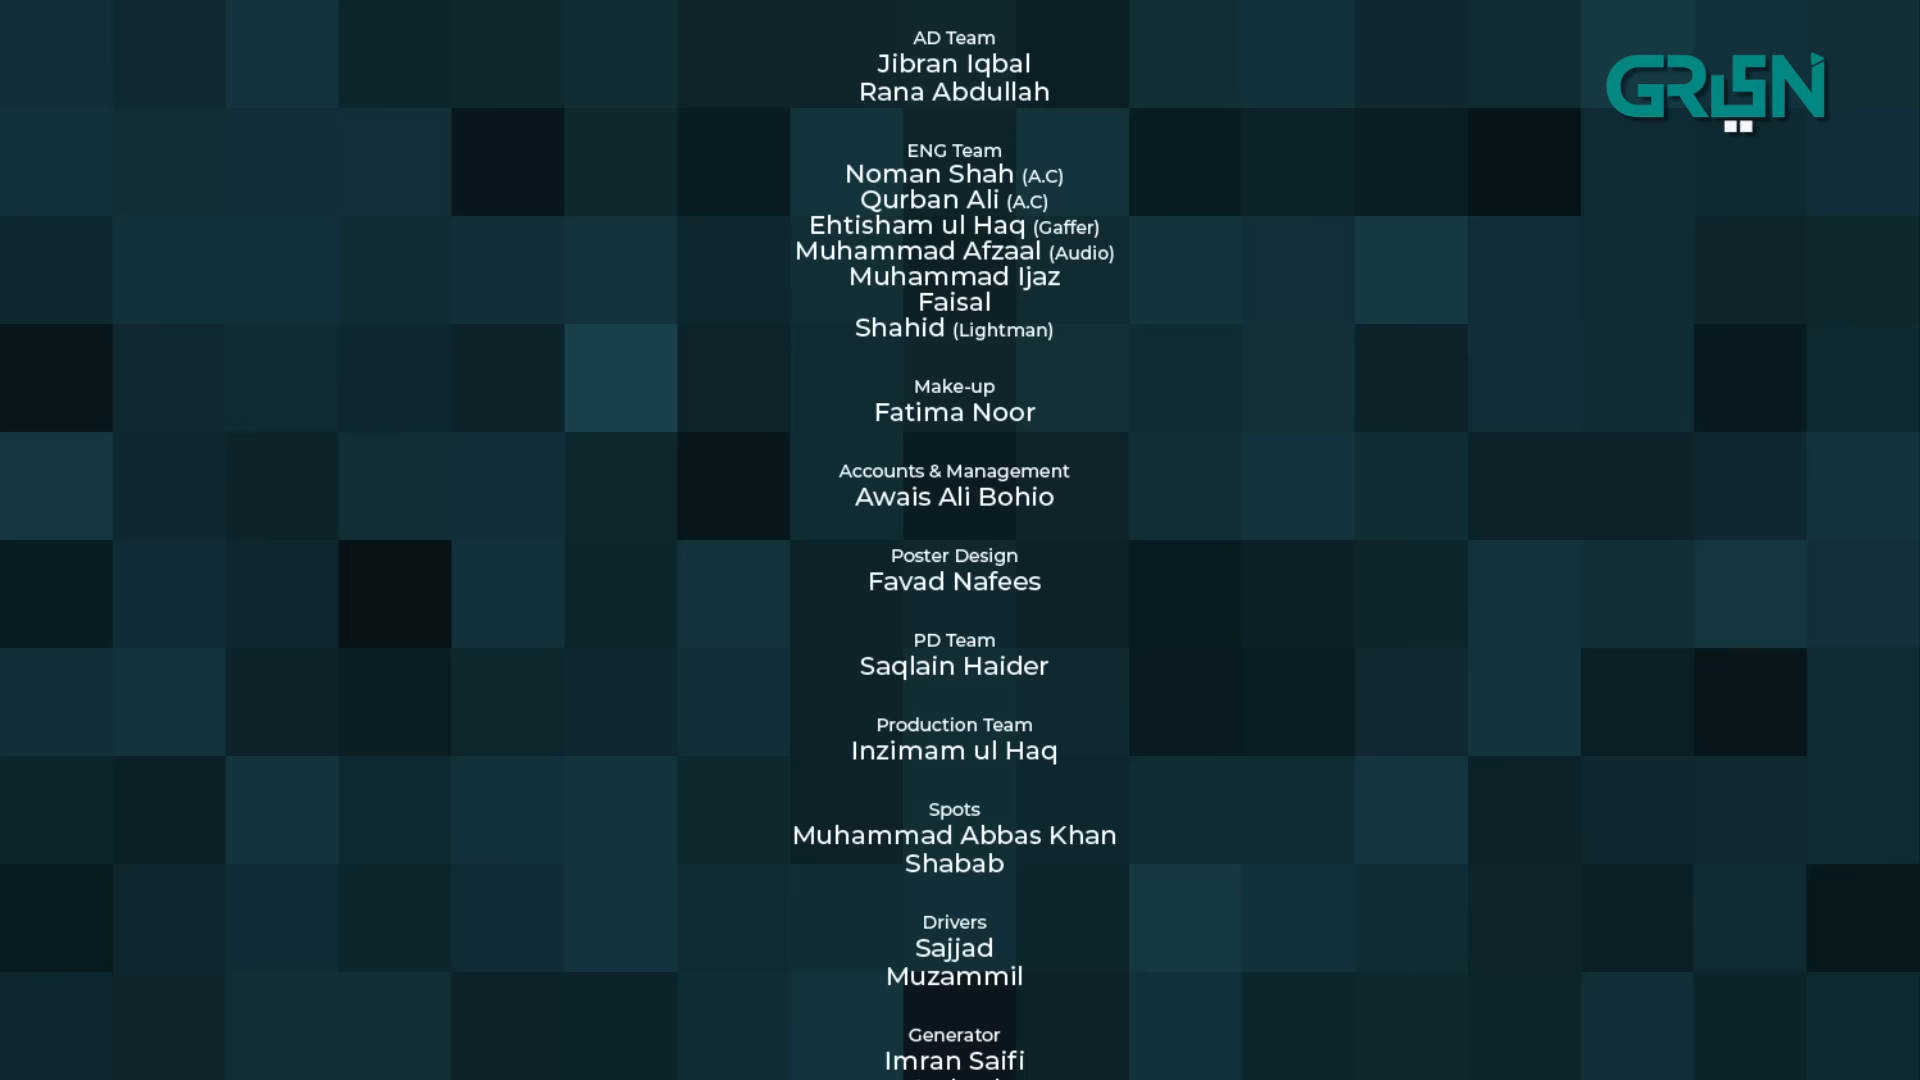 AD Team
Jibran Iqbal
Rana Abdullah
ENG Team
Noman Shah (A.C)
Qurban Ali (A.C)
Ehtisham ul Haq (Gaffer)
Muhammad Afzaal (Audio)
Muhammad Ijaz
Faisal
Shahid (Lightman)
Make-up
Fatima Noor
Accounts & Management
Awais Ali Bohio
Poster Design
Favad Nafees
PD Team
Saqlain Haider
Production Team
Inzimam ul Haq
Spots
Muhammad Abbas Khan
Shabab
Drivers
Sajjad
Muzammil
Generator
Imran Saifi